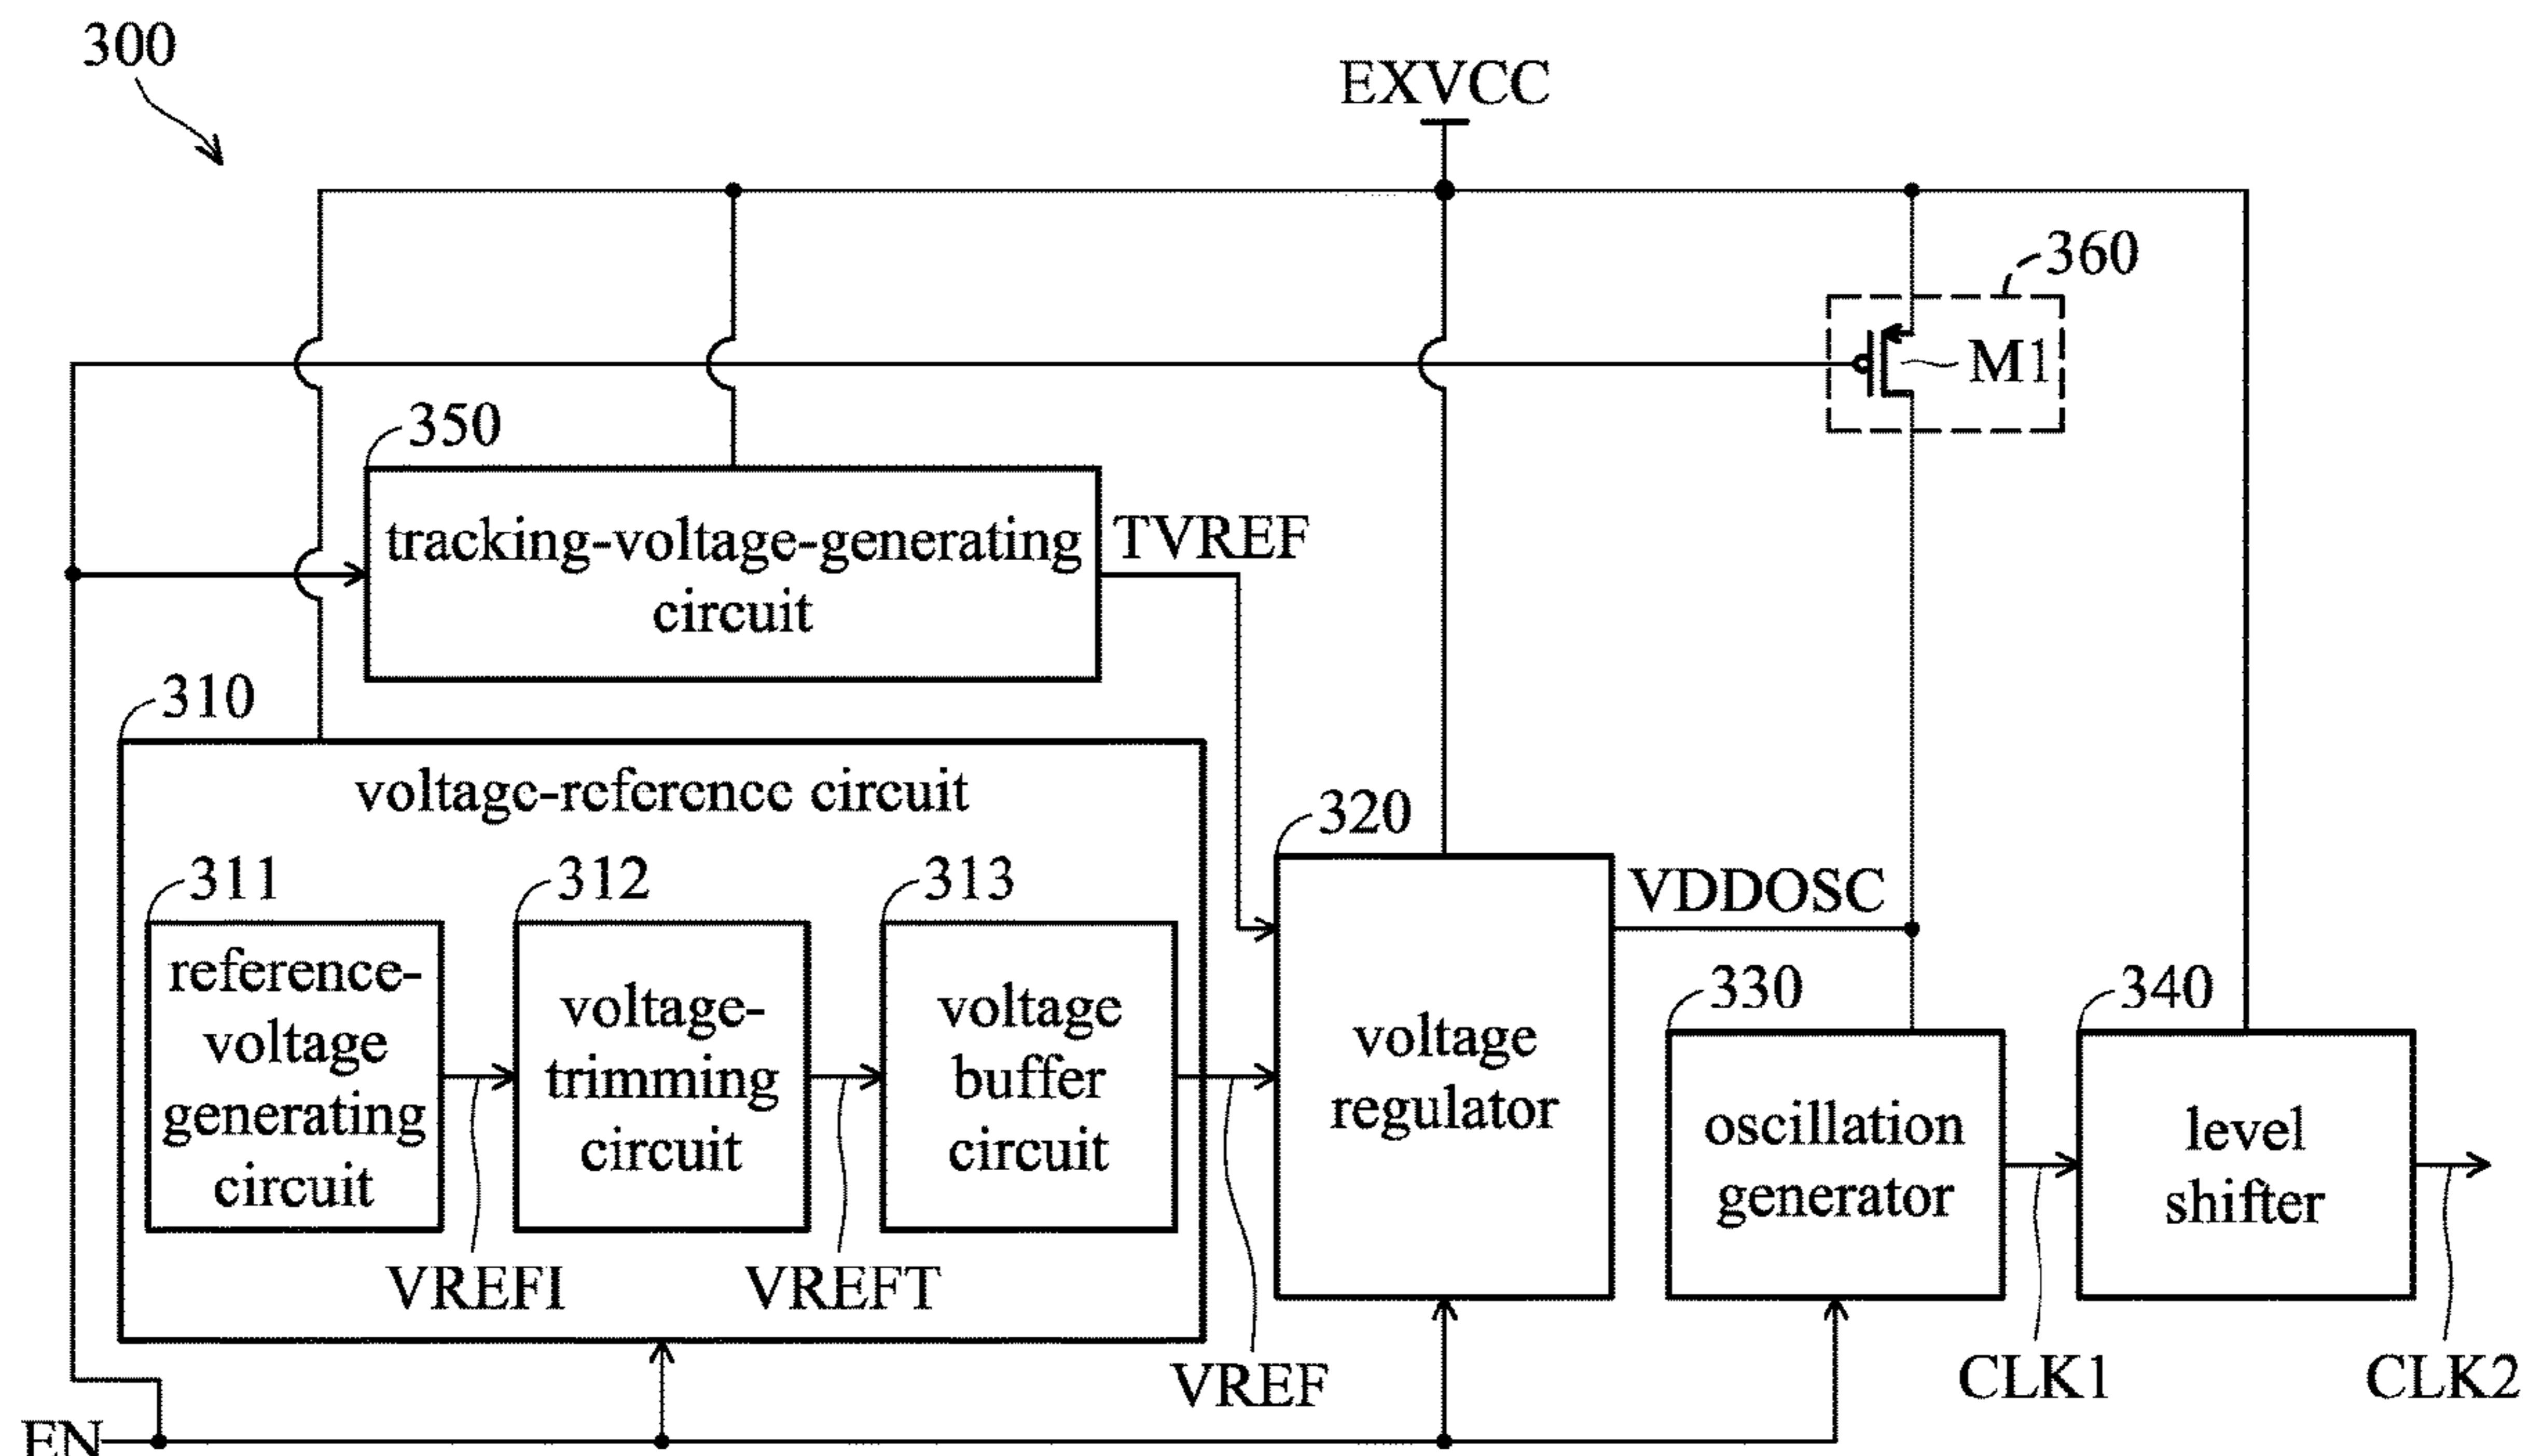 300
EXVCC
360
M1
350
tracking-voltage-generating
circuit
TVREF
310
voltage-reference circuit
320
311
312
313
VDDOSC
reference-
voltage
generating
circuit
voltage-
trimming
circuit
voltage
buffer
circuit
voltage
regulator
330
340
oscillation
generator
level
shifter
VREFI
VREFT
VREF
CLK1
CLK2
EN